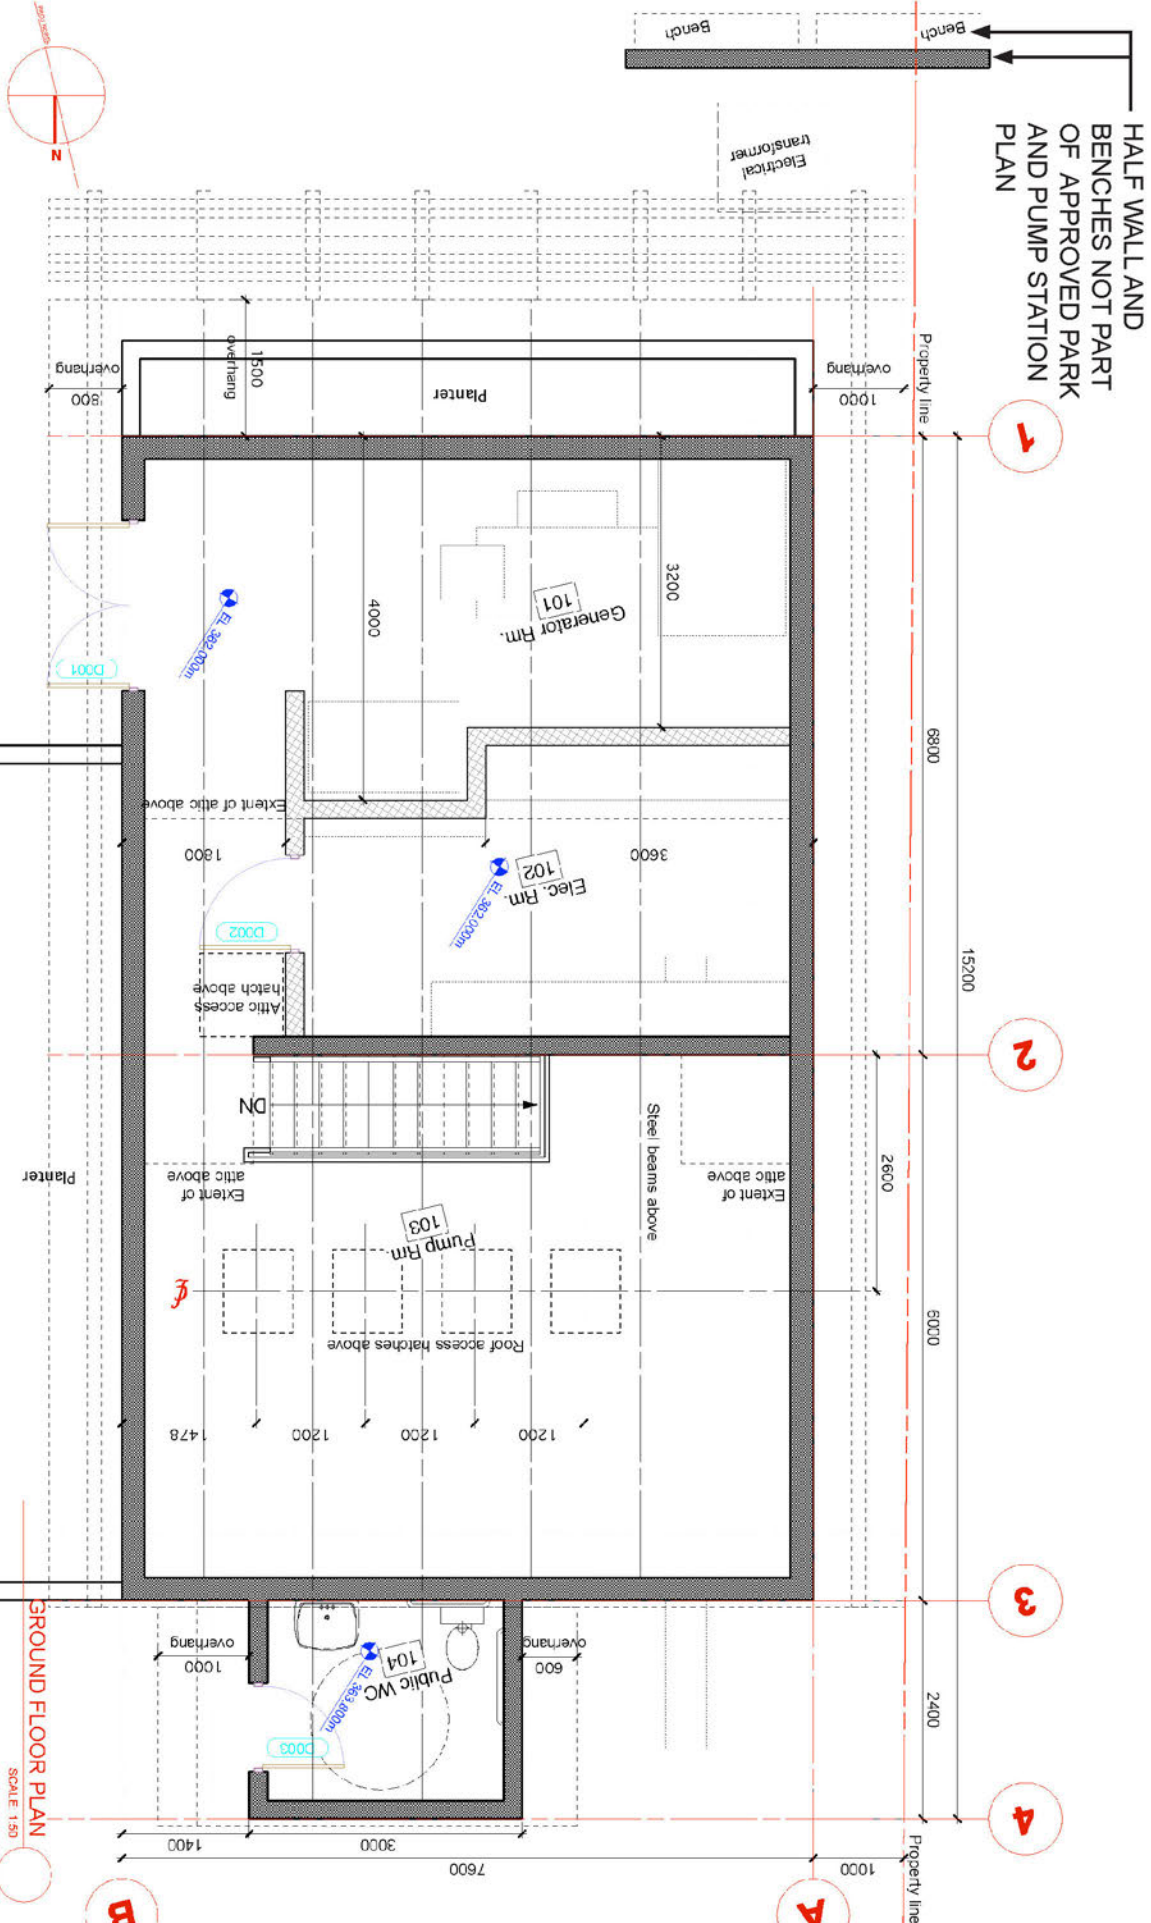 Bench
Bench
HALF WALL AND
BENCHES NOT PART
OF APPROVED PARK
AND PUMP STATION
PLAN
N
Electrical
transformer
1500
overhang
800
overhang
Planter
1000
overhang
Property line
1
3200
4000
Generator Rm.
101
EL 362.000m
D001
6800
Extent of attic above
1800
3600
Elec. Rm.
102
EL 362.000m
D002
Attic access
hatch above
15200
2
DN
Steel beams above
2600
Planter
Extent of
attic above
Extent of
attic above
Pump Rm.
103
Roof access hatches above
6000
1478
1200
1200
1200
3
GROUND FLOOR PLAN
SCALE 1:50
1000
overhang
600
overhang
Public WC
104
EL 363.800m
D003
2400
4
1400
3000
7600
1000
Property line
B
A